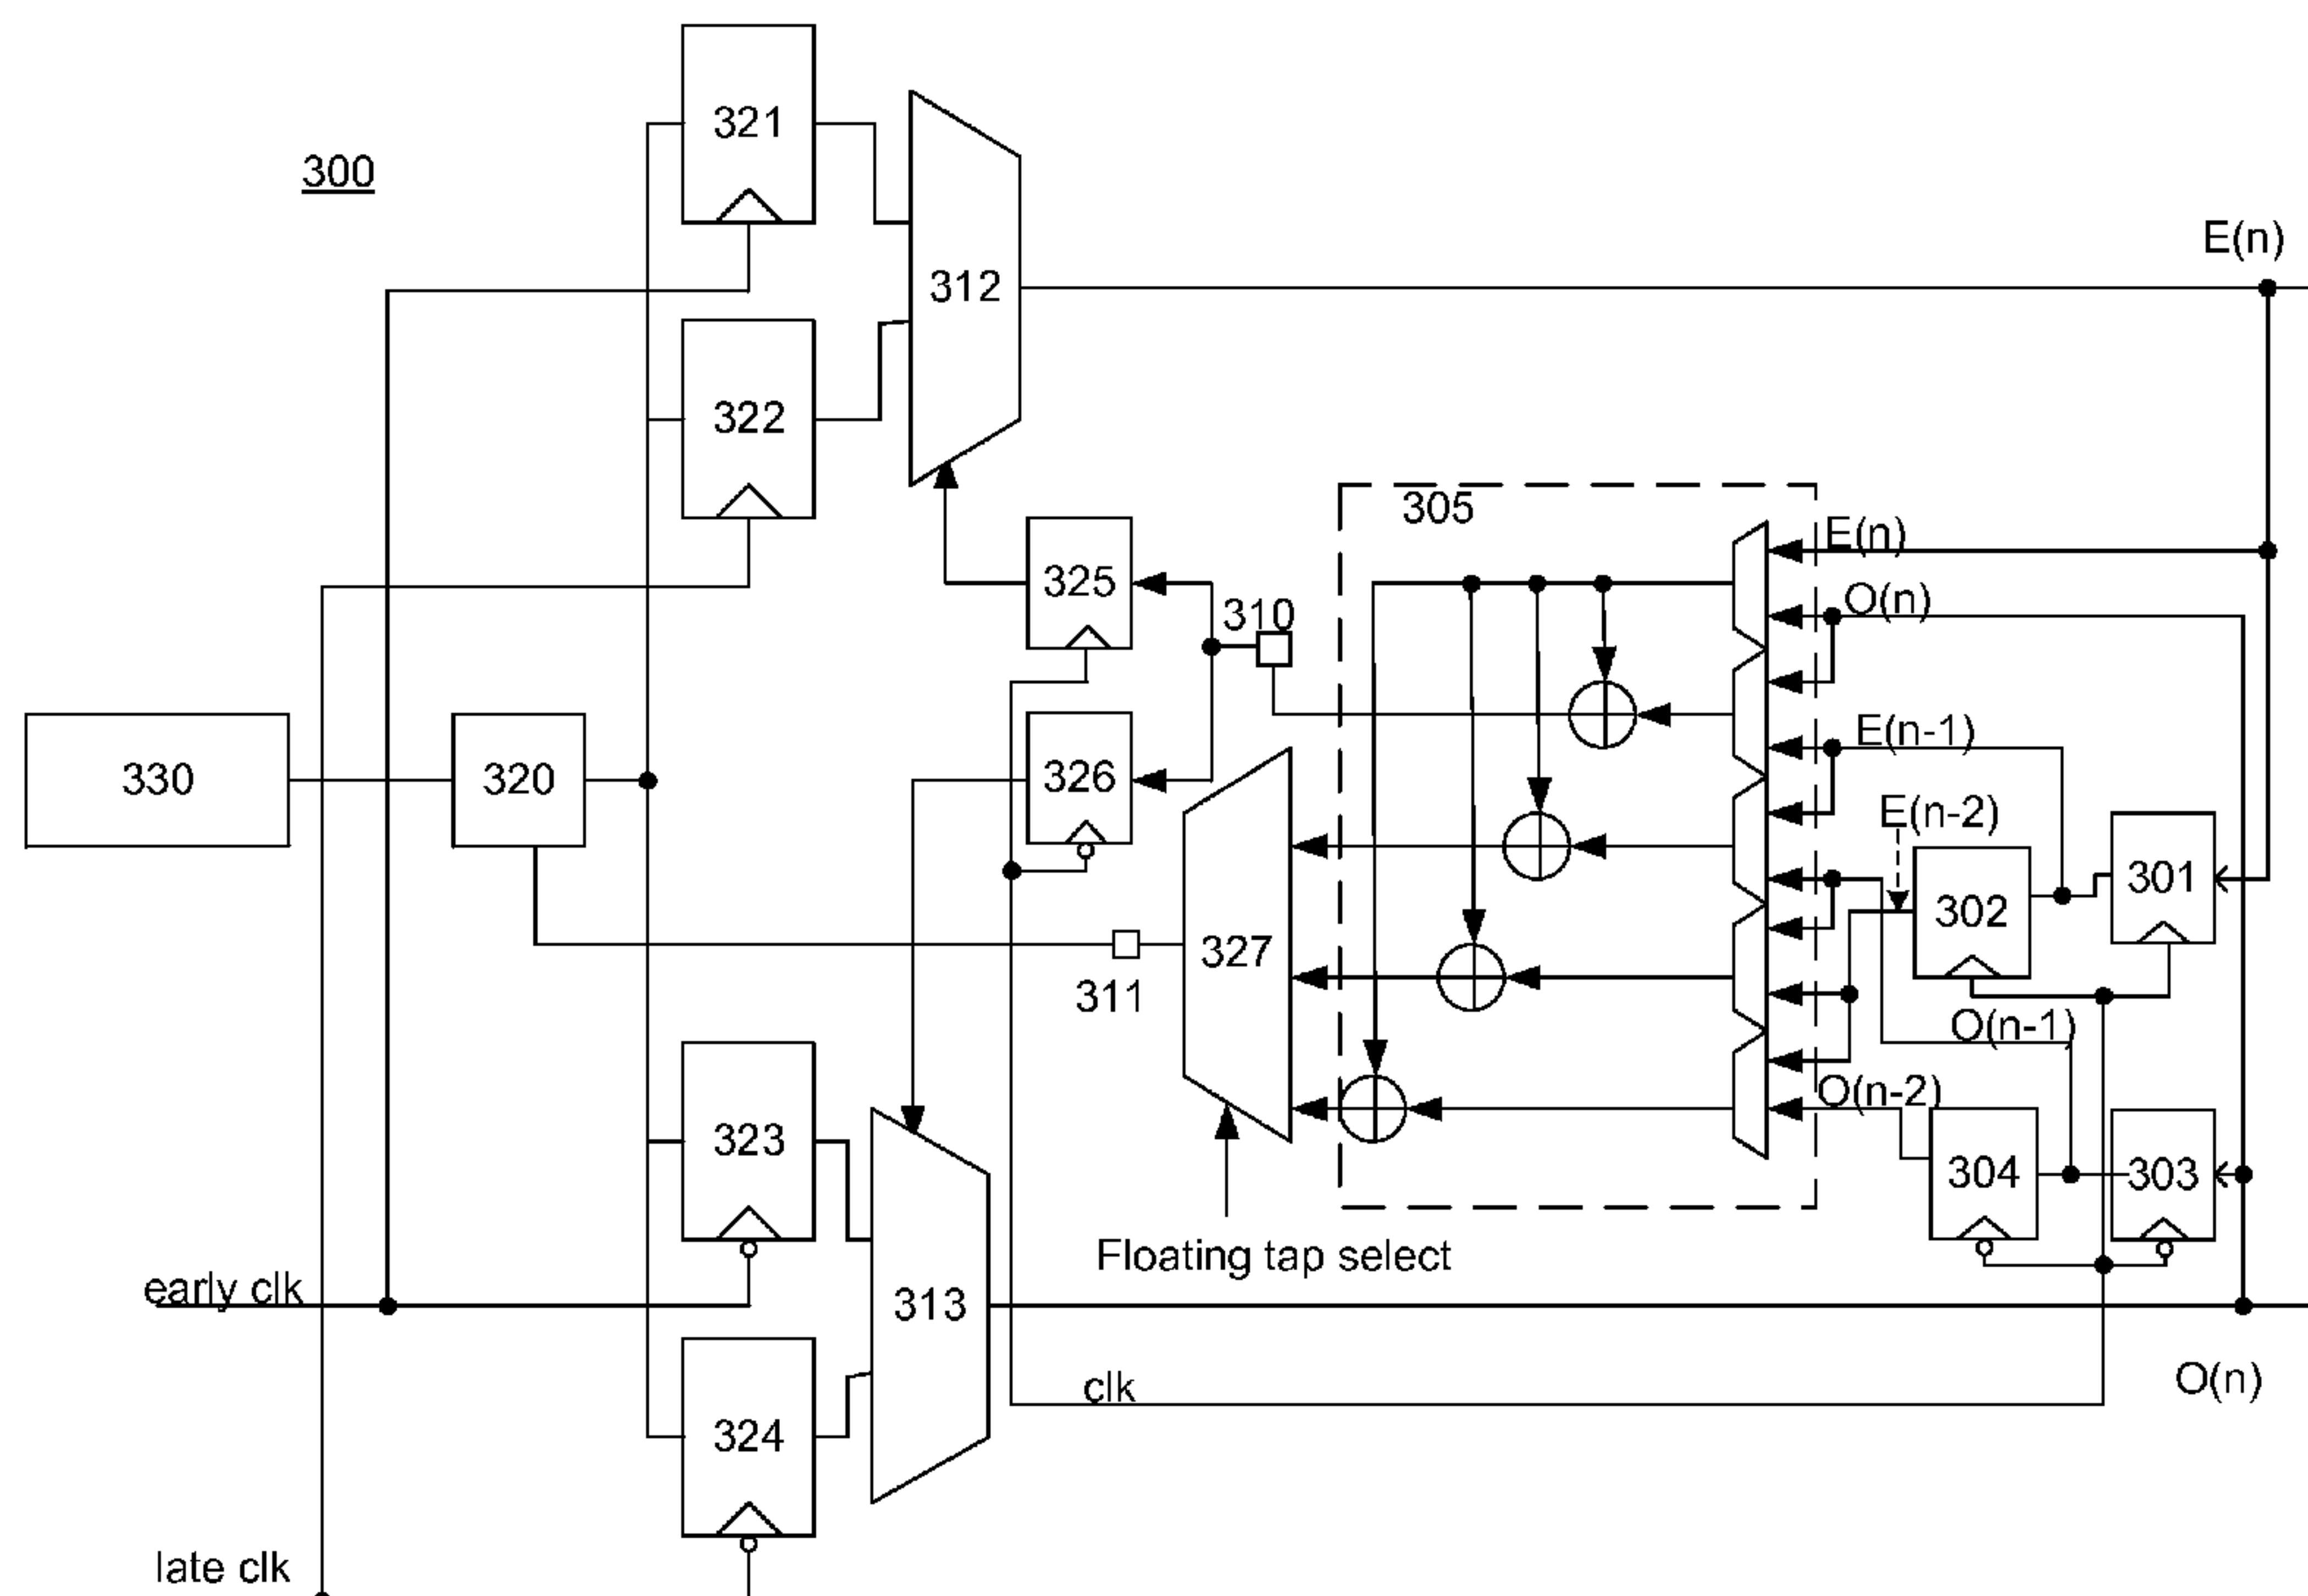 321
300
E(n)
312
322
305
E(n)
325
310
O(n)
E(n-1)
330
320
326
E(n-2)
301
302
327
311
O(n-1)
O(n-2)
323
304
303
Floating tap select
early clk
313
clk
O(n)
324
late clk